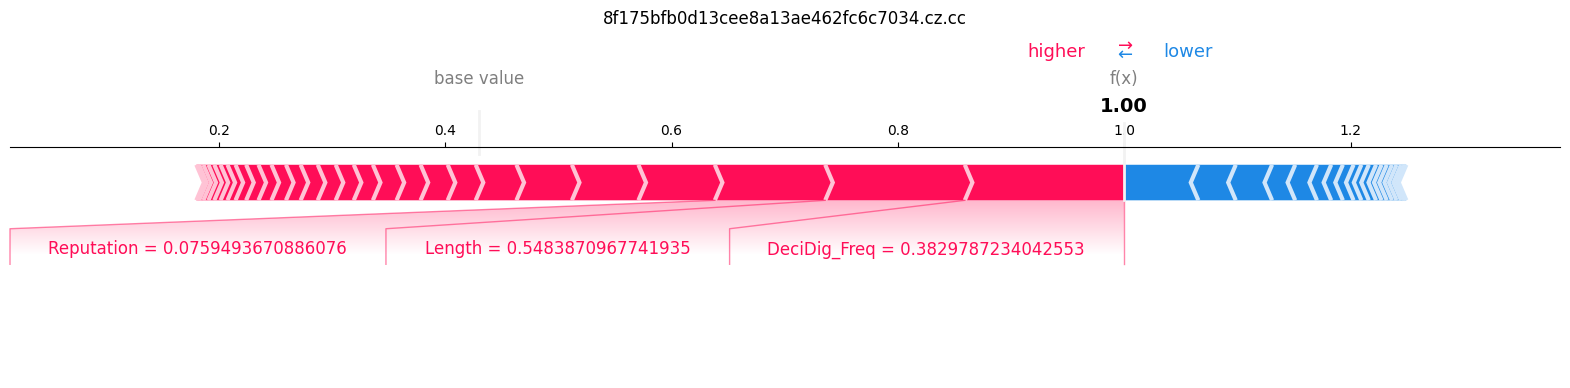 8f175bfb0d13cee8a13ae462fc6c7034.cz.cc
higher ⇄ lower
base value f(x)
1.00
0.2 0.4 0.6 0.8 1.0 1.2
Reputation = 0.0759493670886076 Length = 0.5483870967741935 DeciDig_Freq = 0.3829787234042553